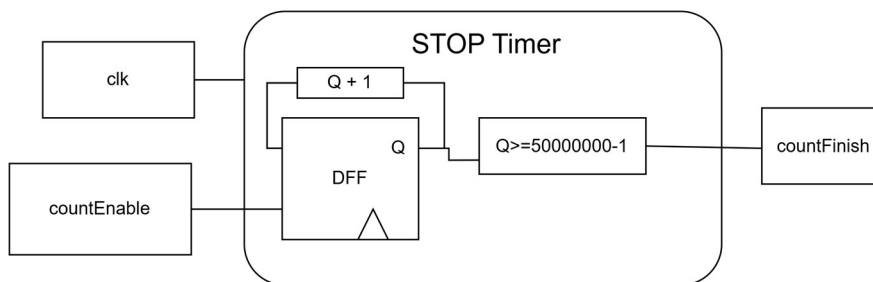 STOP Timer
clk
Q + 1
Q
Q>=50000000-1
countFinish
DFF
countEnable